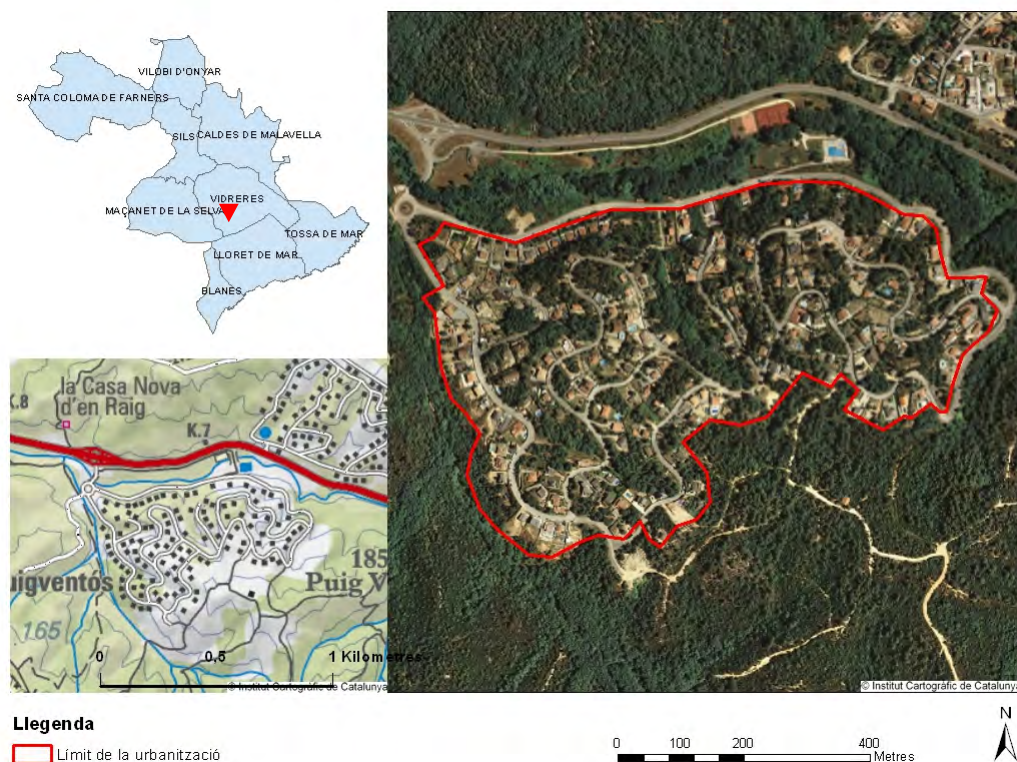 VILOBI D'ONYAR
SANTA COLOMA DE FARNERS
SILS
CALDES DE MALAVELLA
VIDRERES
MAÇANET DE LA SELVA
TOSSA DE MAR
LLORET DE MAR
BLANES
la Casa Nova
d'en Raig
K.8
K.7
uigventós
185
Puig V
165
0
0,5
1 Kilometres
© Institut Cartogràfic de Catalunya
© Institut Cartogràfic de Catalunya
Llegenda
Límit de la urbanització
0
100
200
400
Metres
N